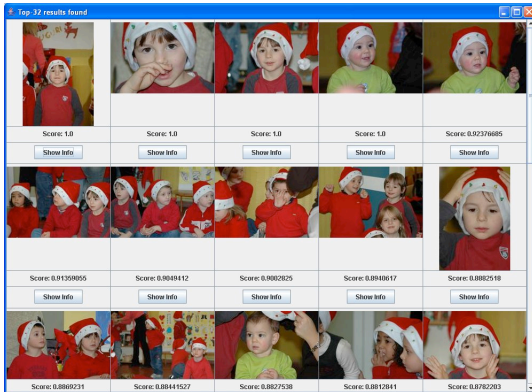 Top-32 results found
Score: 1.0
Score: 1.0
Score: 1.0
Score: 1.0
Score: 0.92376685
Show Info
Show Info
Show Info
Show Info
Show Info
Score: 0.91359055
Score: 0.9049412
Score: 0.9002025
Score: 0.8940617
Score: 0.8882518
Show Info
Show Info
Show Info
Show Info
Show Info
Score: 0.8869231
Score: 0.88441527
Score: 0.8827538
Score: 0.8812841
Score: 0.8782203